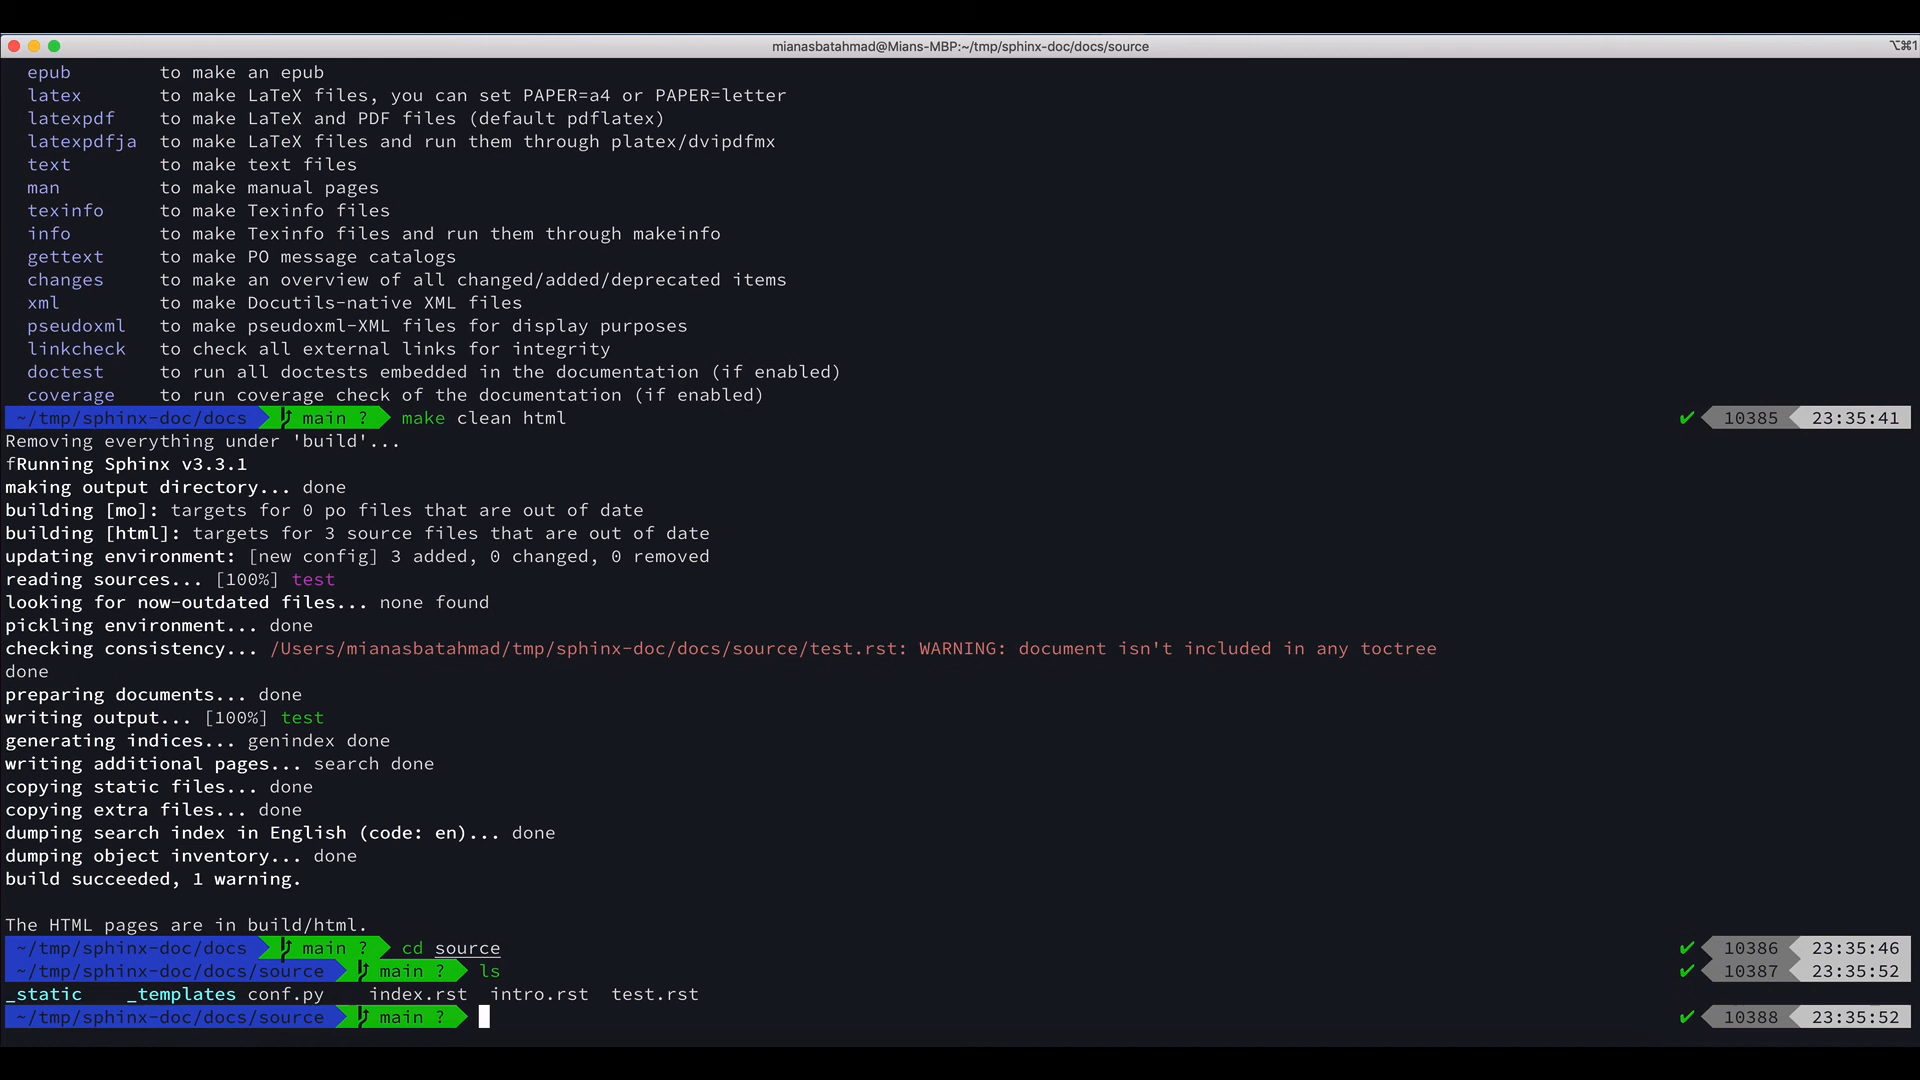 mianasbatahmad@Mians-MBP:~/tmp/sphinx-doc/docs/source ⌥⌘1
epub to make an epub
latex to make LaTeX files, you can set PAPER=a4 or PAPER=letter
latexpdf to make LaTeX and PDF files (default pdflatex)
latexpdfja to make LaTeX files and run them through platex/dvipdfmx
text to make text files
man to make manual pages
texinfo to make Texinfo files
info to make Texinfo files and run them through makeinfo
gettext to make PO message catalogs
changes to make an overview of all changed/added/deprecated items
xml to make Docutils-native XML files
pseudoxml to make pseudoxml-XML files for display purposes
linkcheck to check all external links for integrity
doctest to run all doctests embedded in the documentation (if enabled)
coverage to run coverage check of the documentation (if enabled)
~/tmp/sphinx-doc/docs main ? make clean html ✔ 10385 23:35:41
Removing everything under 'build'...
fRunning Sphinx v3.3.1
making output directory... done
building [mo]: targets for 0 po files that are out of date
building [html]: targets for 3 source files that are out of date
updating environment: [new config] 3 added, 0 changed, 0 removed
reading sources... [100%] test
looking for now-outdated files... none found
pickling environment... done
checking consistency... /Users/mianasbatahmad/tmp/sphinx-doc/docs/source/test.rst: WARNING: document isn't included in any toctree
done
preparing documents... done
writing output... [100%] test
generating indices... genindex done
writing additional pages... search done
copying static files... done
copying extra files... done
dumping search index in English (code: en)... done
dumping object inventory... done
build succeeded, 1 warning.
The HTML pages are in build/html.
~/tmp/sphinx-doc/docs main ? cd source ✔ 10386 23:35:46
~/tmp/sphinx-doc/docs/source main ? ls ✔ 10387 23:35:52
_static _templates conf.py index.rst intro.rst test.rst
~/tmp/sphinx-doc/docs/source main ? ✔ 10388 23:35:52